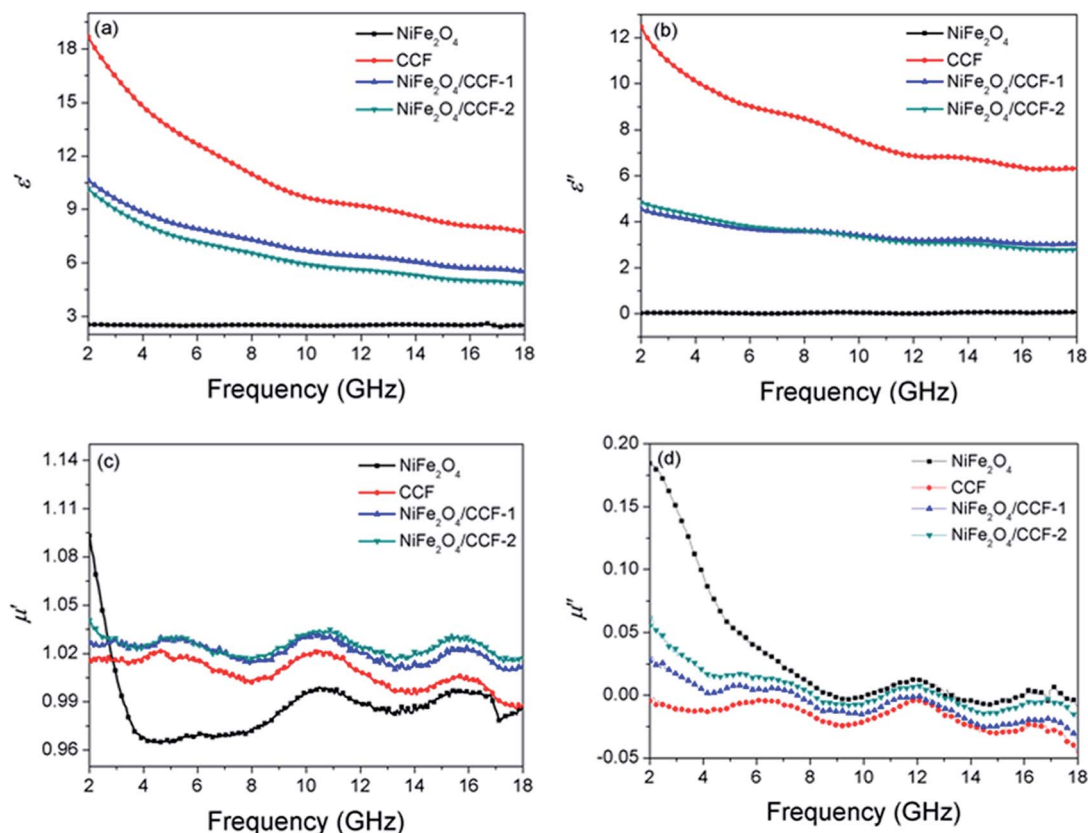 (a)
NiFe₂O₄
CCF
NiFe₂O₄/CCF-1
NiFe₂O₄/CCF-2
18
15
12
9
6
3
ε'
2 4 6 8 10 12 14 16 18
Frequency (GHz)
(b)
NiFe₂O₄
CCF
NiFe₂O₄/CCF-1
NiFe₂O₄/CCF-2
12
10
8
6
4
2
0
ε''
2 4 6 8 10 12 14 16 18
Frequency (GHz)
(c)
NiFe₂O₄
CCF
NiFe₂O₄/CCF-1
NiFe₂O₄/CCF-2
1.14
1.11
1.08
1.05
1.02
0.99
0.96
μ'
2 4 6 8 10 12 14 16 18
Frequency (GHz)
(d)
NiFe₂O₄
CCF
NiFe₂O₄/CCF-1
NiFe₂O₄/CCF-2
0.20
0.15
0.10
0.05
0.00
-0.05
μ''
2 4 6 8 10 12 14 16 18
Frequency (GHz)